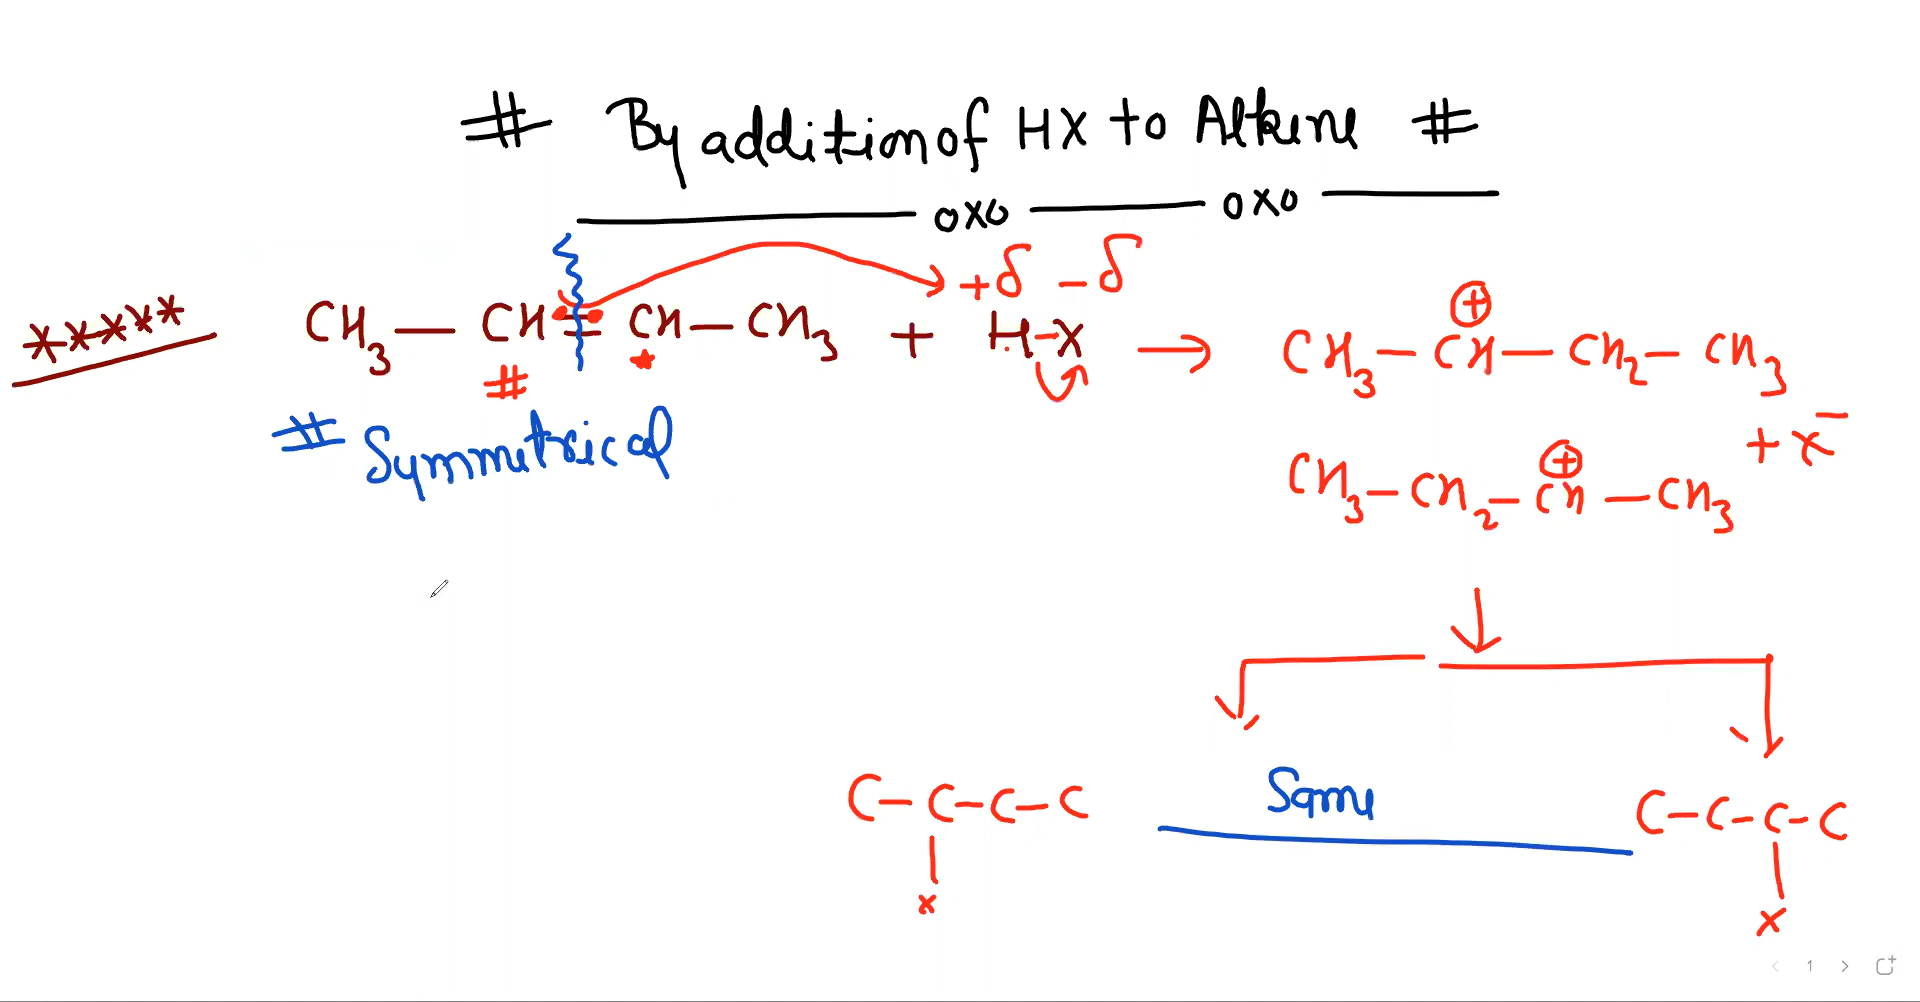 # By addition of HX to Alkene #
oxo oxo
+δ -δ
***** CH₃ — CH = CH — CH₃ + H-X → CH₃ — CH⊕ — CH₂ — CH₃
# *
+ X⁻
# Symmetrical
CH₃ — CH₂ — CH⊕ — CH₃
Same
C - C - C - C C - C - C - C
x x
1